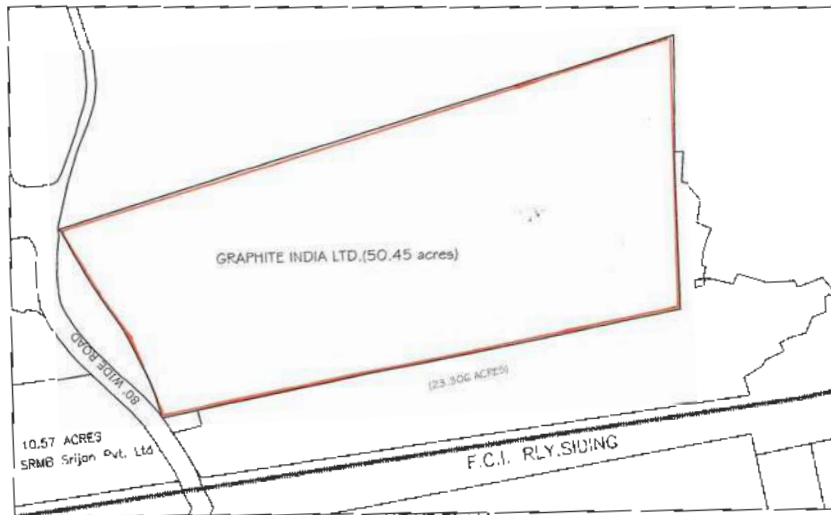 GRAPHITE INDIA LTD.(50.45 acres)
80' WIDE ROAD
(23.306 ACRES)
10.57 ACRES
SRMB Srijan Pvt. Ltd
F.C.I. RLY.SIDING